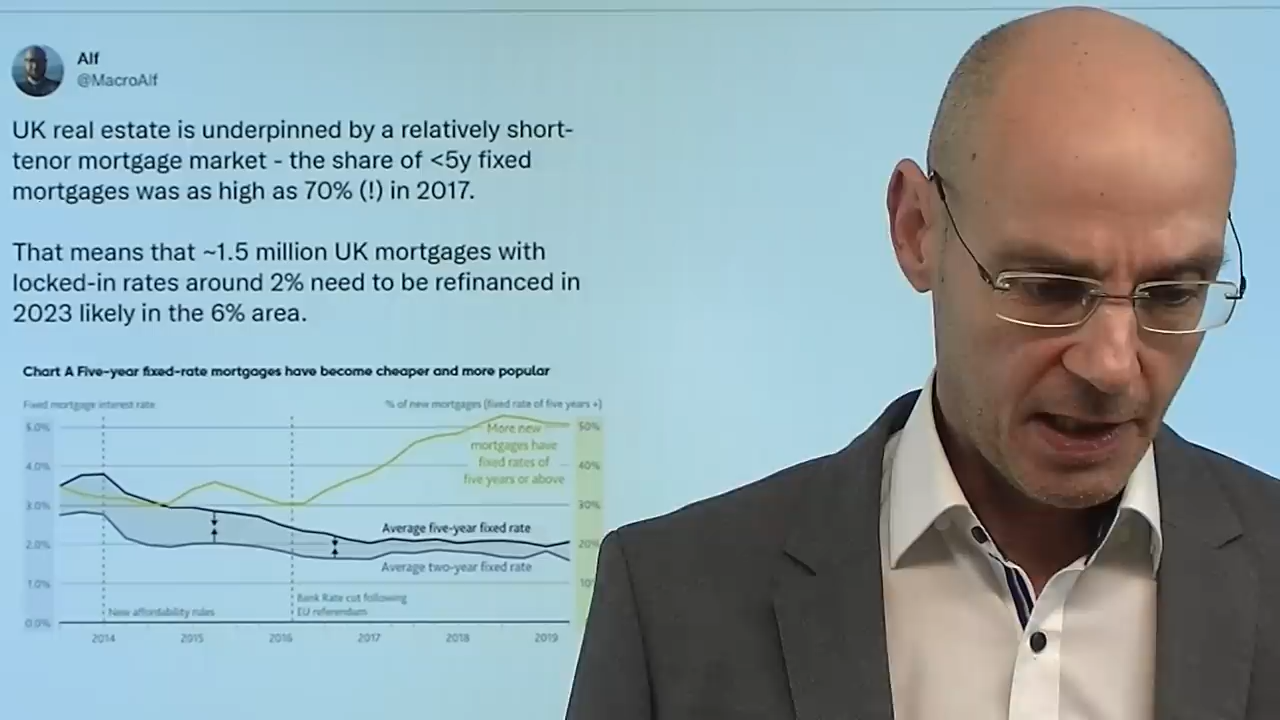 Alf
@MacroAlf
UK real estate is underpinned by a relatively short-
tenor mortgage market - the share of <5y fixed
mortgages was as high as 70% (!) in 2017.
That means that ~1.5 million UK mortgages with
locked-in rates around 2% need to be refinanced in
2023 likely in the 6% area.
Chart A Five-year fixed-rate mortgages have become cheaper and more popular
Fixed mortgage interest rate
% of new mortgages (fixed rate of five years +)
5.0%
50%
More new
mortgages have
fixed rates of
five years or above
4.0%
40%
3.0%
30%
Average five-year fixed rate
2.0%
20%
Average two-year fixed rate
1.0%
10%
New affordability rules
Bank Rate cut following
EU referendum
0.0%
2014 2015 2016 2017 2018 2019